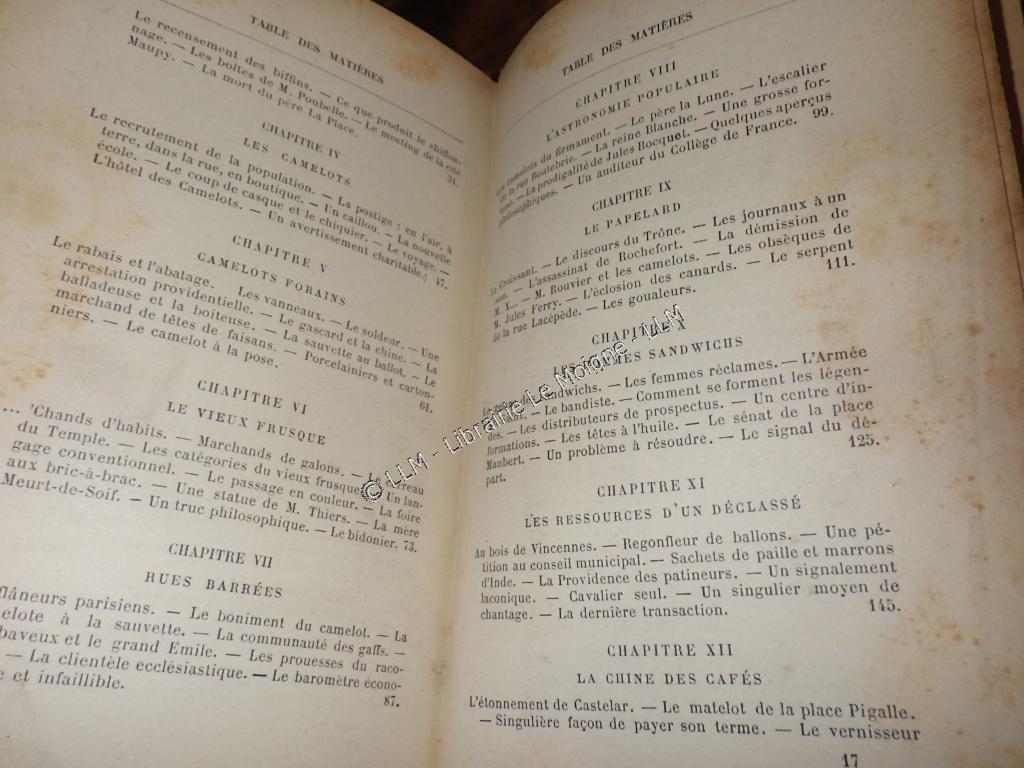 TABLE DES MATIÈRES
Le recensement des biffins. — Ce que produit le chiffon-
nage. — Les boîtes de M. Poubelle. — Le meeting de la cité
Maupy. — La mort du père La Place. 31.
CHAPITRE IV
LES CAMELOTS
Le recrutement de la population. — La postige : en l'air, à
terre, dans la rue, en boutique. — Un caillou. — La nouvelle
école. — Le coup de casque et le chiquier. — Le voyage. —
L'hôtel des Camelots. — Un avertissement charitable. 47.
CHAPITRE V
CAMELOTS FORAINS
Le rabais et l'abatage. Les vanneaux. — Le soldeur. — Une
arrestation providentielle. — Le gascard et la chine. — La
balladeuse et la boiteuse. — La sauvette au ballot. — Le
marchand de têtes de faisans. — Porcelainiers et carton-
niers. — Le camelot à la pose. 61.
CHAPITRE VI
LE VIEUX FRUSQUE
... 'Chands d'habits. — Marchands de galons. — Le carreau
du Temple. — Les catégories du vieux frusque. — Un lan-
gage conventionnel. — Le passage en couleur. — La foire
aux bric-à-brac. — Une statue de M. Thiers. — La mère
Meurt-de-Soif. — Un truc philosophique. — Le bidonier. 73.
CHAPITRE VII
RUES BARRÉES
flâneurs parisiens. — Le boniment du camelot. — La
elote à la sauvette. — La communauté des gaffs. —
baveux et le grand Emile. — Les prouesses du raco-
— La clientèle ecclésiastique. — Le baromètre écono-
e et infaillible. 87.
TABLE DES MATIÈRES
CHAPITRE VIII
L'ASTRONOMIE POPULAIRE
camelots du firmament. — Le père la Lune. — L'escalier
de la rue Boutebrie. — La reine Blanche. — Une grosse for-
tune. — La prodigalité de Jules Rocquet. — Quelques aperçus
philosophiques. — Un auditeur du Collège de France. 99.
CHAPITRE IX
LE PAPELARD
Le Croissant. — Le discours du Trône. — Les journaux à un
sou. — L'assassinat de Rochefort. — La démission de
M. X... — M. Rouvier et les camelots. — Les obsèques de
M. Jules Ferry. — L'éclosion des canards. — Le serpent
de la rue Lacépède. — Les goualeurs. 111.
CHAPITRE X
LES HOMMES SANDWICHS
sandwichs. — Les femmes réclames. — L'Armée
— Le bandiste. — Comment se forment les légen-
des. — Les distributeurs de prospectus. — Un centre d'in-
formations. — Les têtes à l'huile. — Le sénat de la place
Maubert. — Un problème à résoudre. — Le signal du dé-
part. 125.
CHAPITRE XI
LES RESSOURCES D'UN DÉCLASSÉ
Au bois de Vincennes. — Regonfleur de ballons. — Une pé-
tition au conseil municipal. — Sachets de paille et marrons
d'Inde. — La Providence des patineurs. — Un signalement
laconique. — Cavalier seul. — Un singulier moyen de
chantage. — La dernière transaction. 145.
CHAPITRE XII
LA CHINE DES CAFÉS
L'étonnement de Castelar. — Le matelot de la place Pigalle.
— Singulière façon de payer son terme. — Le vernisseur
17
© LLM - Librairie Le Moigne - LLM